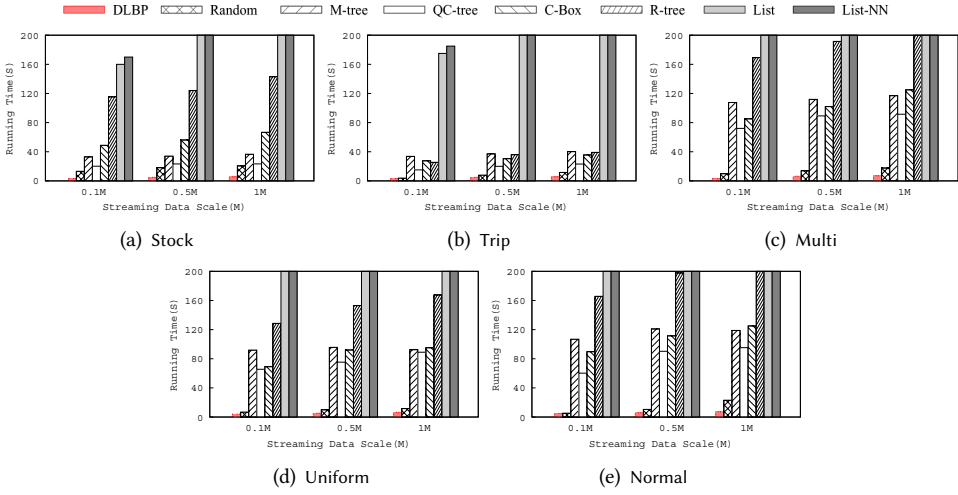 DLBP Random M-tree QC-tree C-Box R-tree List List-NN
200
160
120
80
40
0
Running Time(S)
0.1M 0.5M 1M
Streaming Data Scale(M)
(a) Stock
200
160
120
80
40
0
Running Time(S)
0.1M 0.5M 1M
Streaming Data Scale(M)
(b) Trip
200
160
120
80
40
0
Running Time(S)
0.1M 0.5M 1M
Streaming Data Scale(M)
(c) Multi
200
160
120
80
40
0
Running Time(S)
0.1M 0.5M 1M
Streaming Data Scale(M)
(d) Uniform
200
160
120
80
40
0
Running Time(S)
0.1M 0.5M 1M
Streaming Data Scale(M)
(e) Normal